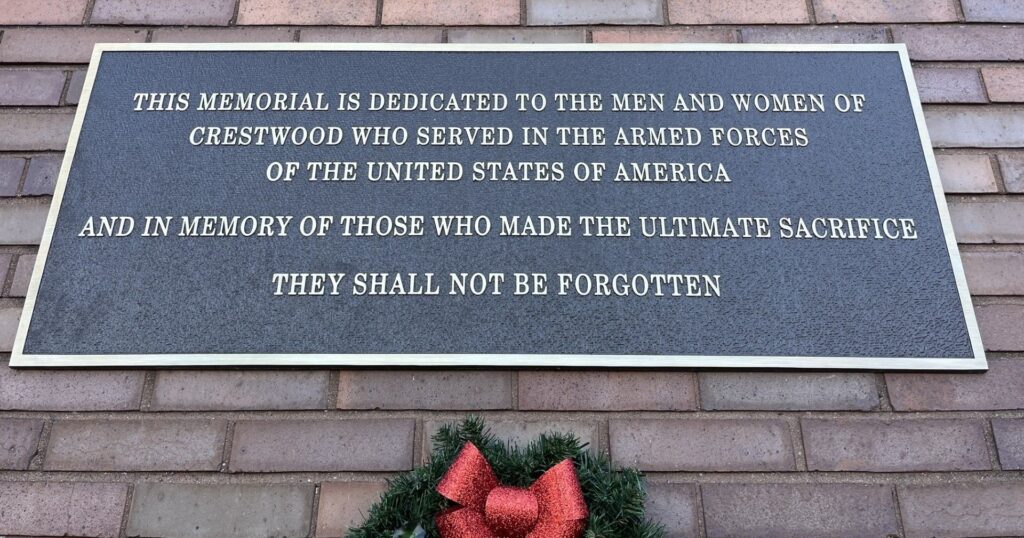 THIS MEMORIAL IS DEDICATED TO THE MEN AND WOMEN OF
CRESTWOOD WHO SERVED IN THE ARMED FORCES
OF THE UNITED STATES OF AMERICA
AND IN MEMORY OF THOSE WHO MADE THE ULTIMATE SACRIFICE
THEY SHALL NOT BE FORGOTTEN